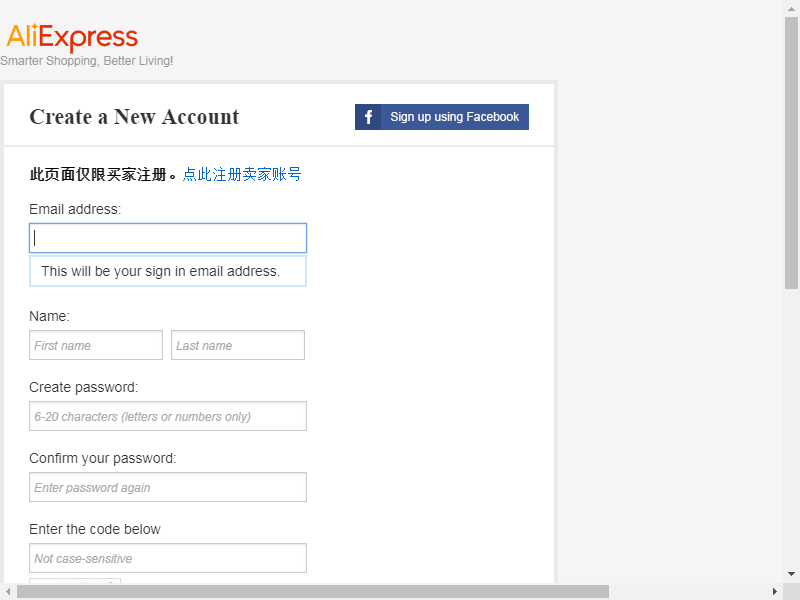 AliExpress
Smarter Shopping, Better Living!
Create a New Account
Sign up using Facebook
此页面仅限买家注册。点此注册卖家账号
Email address:
This will be your sign in email address.
Name:
First name Last name
Create password:
6-20 characters (letters or numbers only)
Confirm your password:
Enter password again
Enter the code below
Not case-sensitive